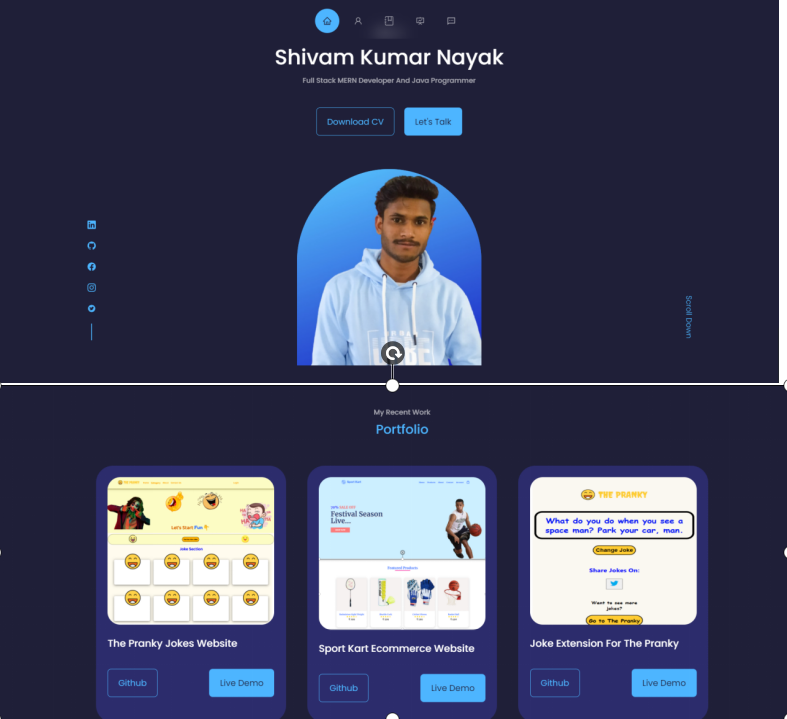 Shivam Kumar Nayak
Full Stack MERN Developer And Java Programmer
Download CV
Let's Talk
Scroll Down
My Recent Work
Portfolio
Let's Start Fun
Joke Section
The Pranky Jokes Website
Github
Live Demo
Festival Season
Live...
Featured Products
Sport Kart Ecommerce Website
Github
Live Demo
THE PRANKY
What do you do when you see a
space man? Park your car, man.
Change Joke
Share Jokes On:
Want to see more
jokes?
Go to The Pranky
Joke Extension For The Pranky
Github
Live Demo